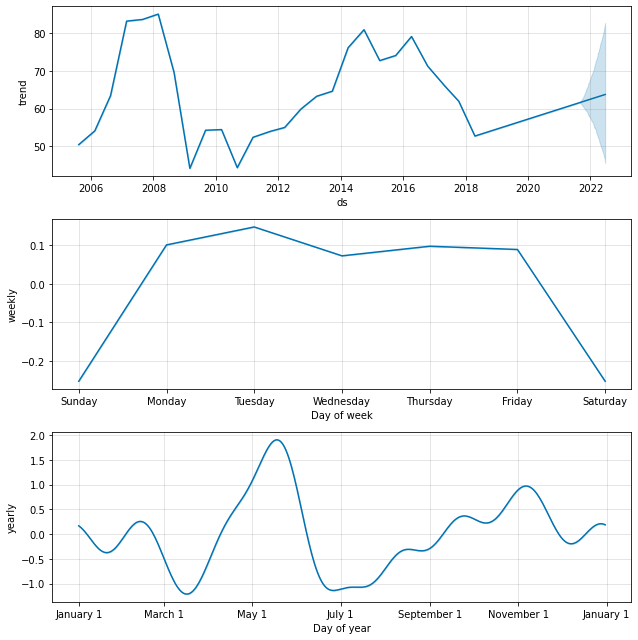 80
70
60
50
trend
2006 2008 2010 2012 2014 2016 2018 2020 2022
ds
0.1
0.0
−0.1
−0.2
weekly
Sunday Monday Tuesday Wednesday Thursday Friday Saturday
Day of week
2.0
1.5
1.0
0.5
0.0
−0.5
−1.0
yearly
January 1 March 1 May 1 July 1 September 1 November 1 January 1
Day of year